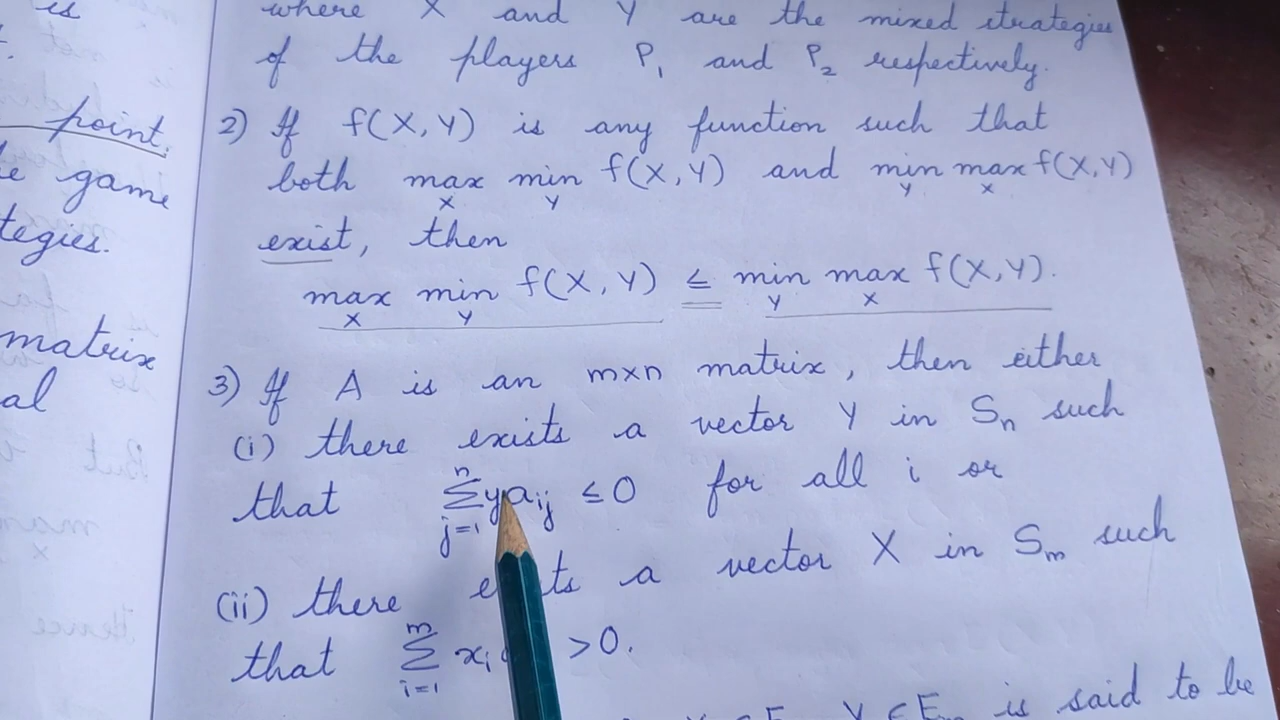 is
point.
game
tegies.
matrix
al
where X and Y are the mixed strategies
of the players P₁ and P₂ respectively.
2) If f(X,Y) is any function such that
both max min f(X,Y) and min max f(X,Y)
X Y Y X
exist, then
max min f(X,Y) ≤ min max f(X,Y).
X Y Y X
3) If A is an m×n matrix, then either
(i) there exists a vector Y in Sₙ such
n
that Σ y aᵢⱼ ≤ 0 for all i or
j=1
(ii) there a vector X in Sₘ such
m
that Σ xᵢ >0.
i=1
is said to be